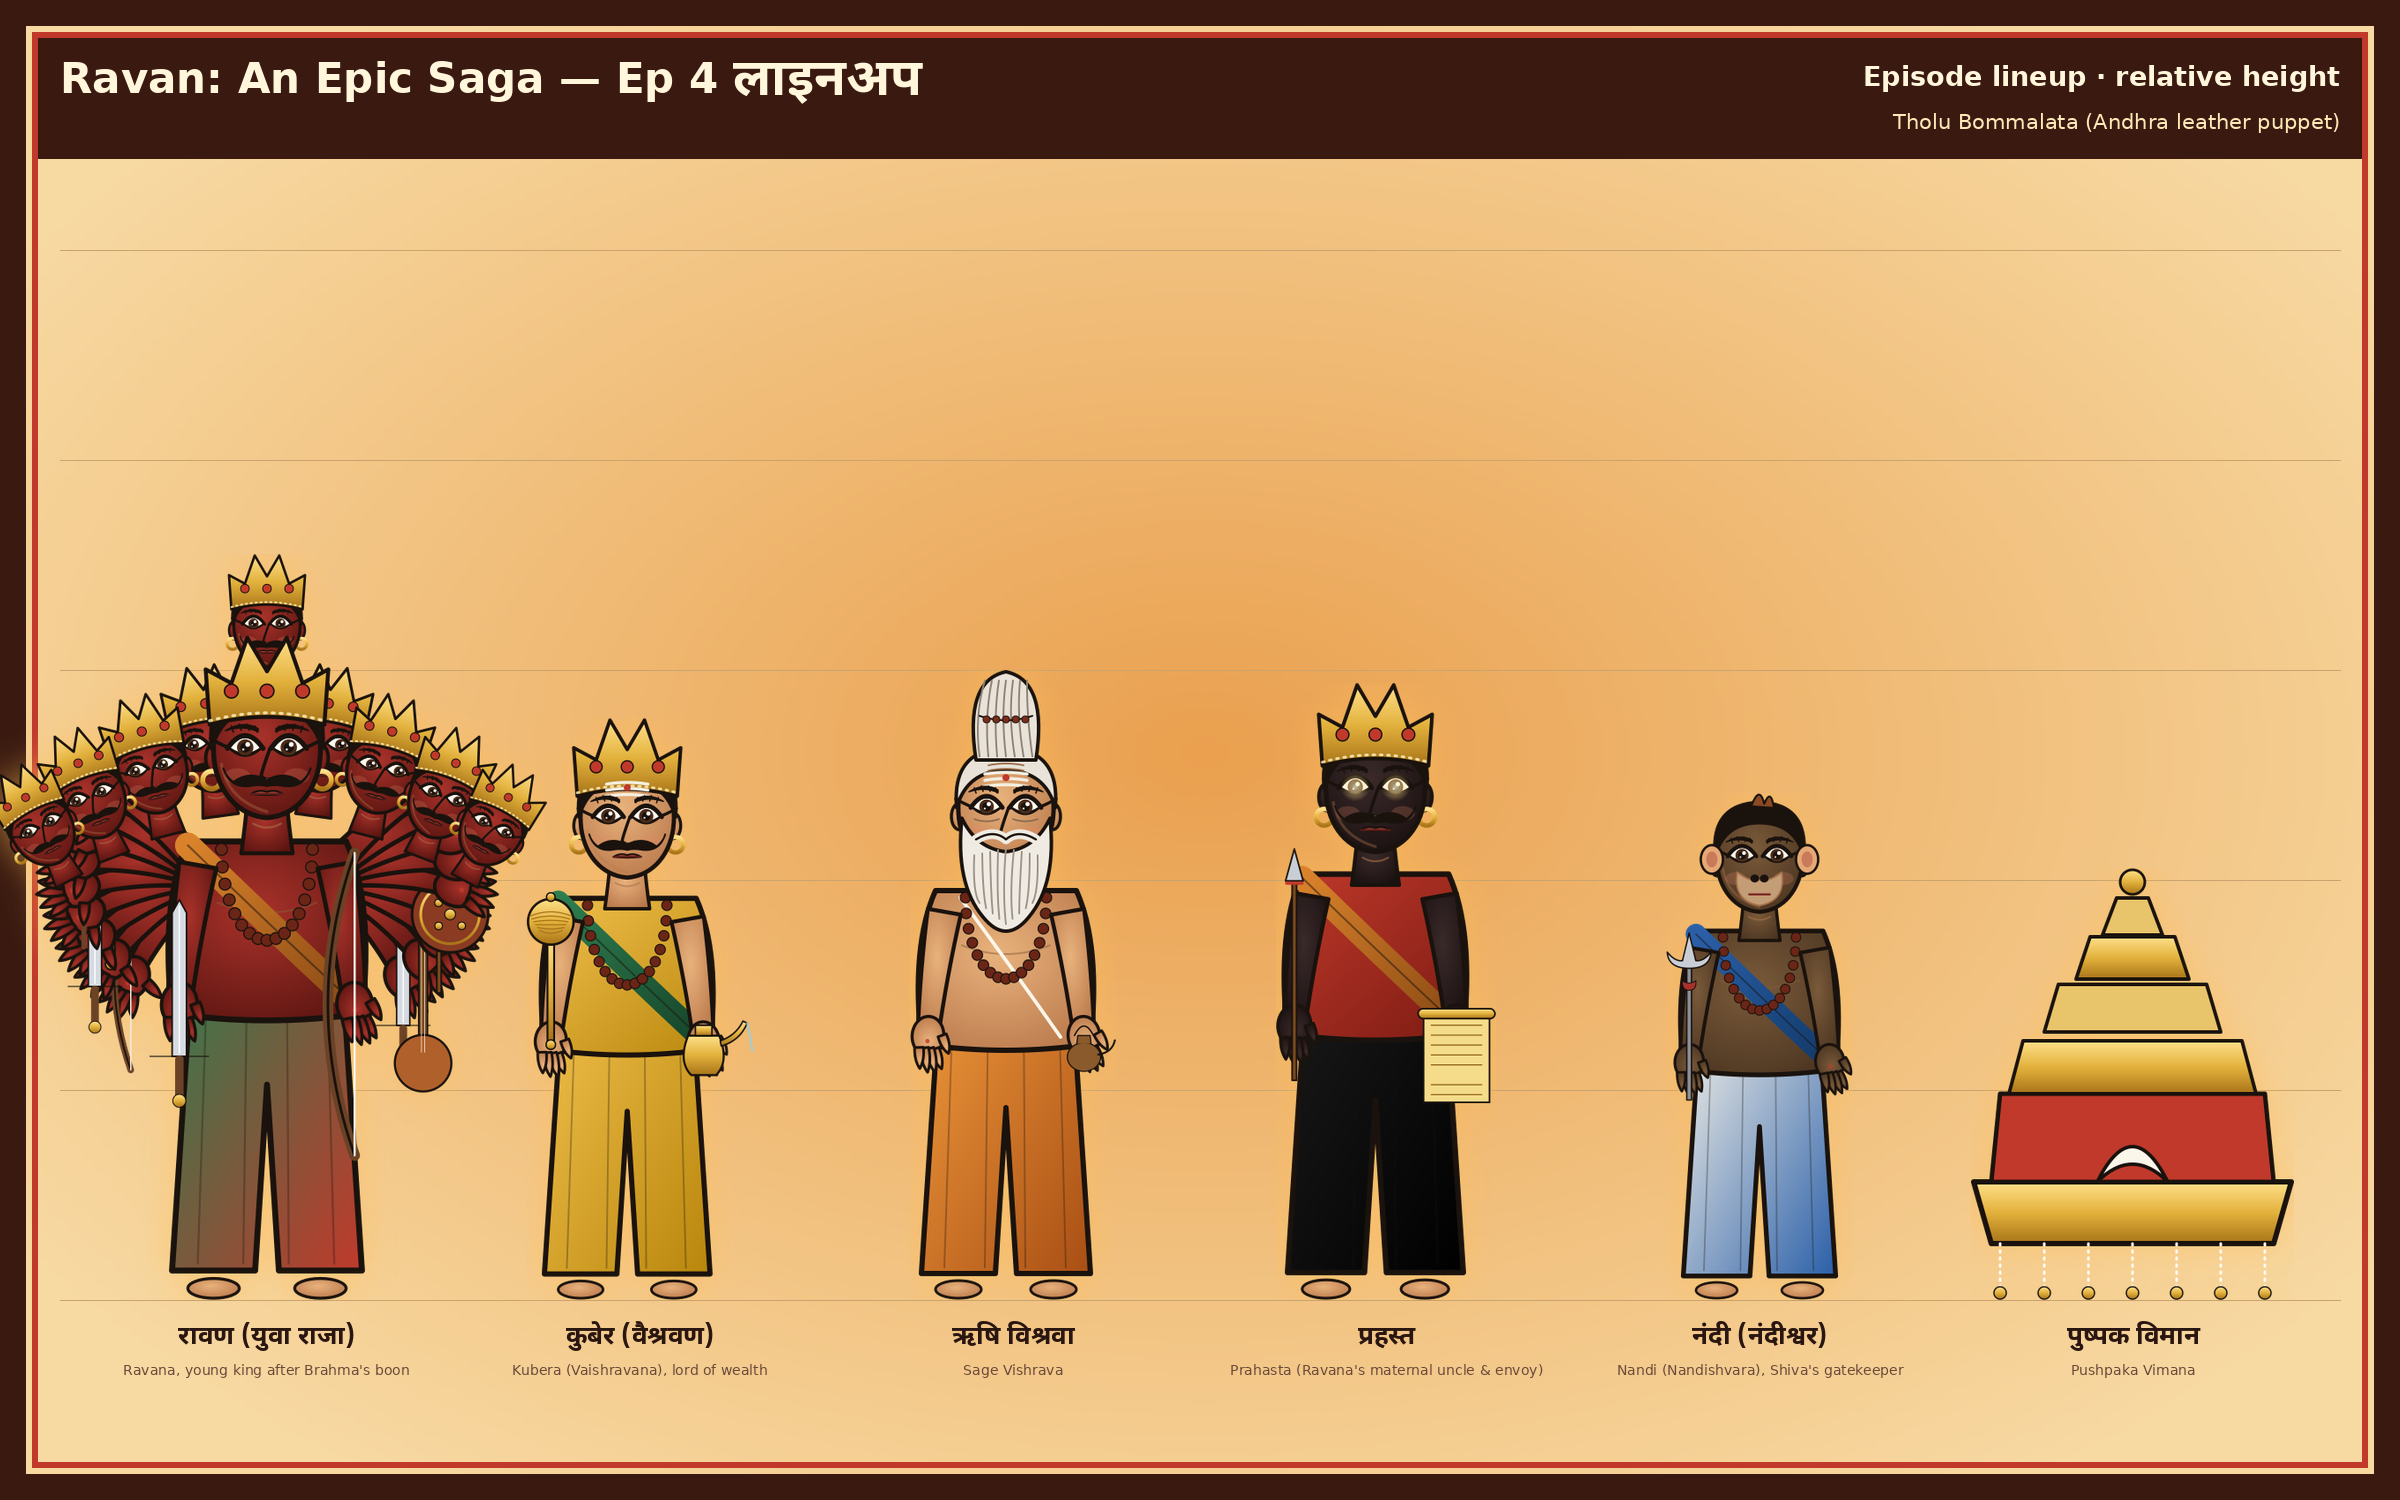 Ravan: An Epic Saga — Ep 4 लाइनअप
Episode lineup · relative height
Tholu Bommalata (Andhra leather puppet)
रावण (युवा राजा)
Ravana, young king after Brahma's boon
कुबेर (वैश्रवण)
Kubera (Vaishravana), lord of wealth
ऋषि विश्रवा
Sage Vishrava
प्रहस्त
Prahasta (Ravana's maternal uncle & envoy)
नंदी (नंदीश्वर)
Nandi (Nandishvara), Shiva's gatekeeper
पुष्पक विमान
Pushpaka Vimana